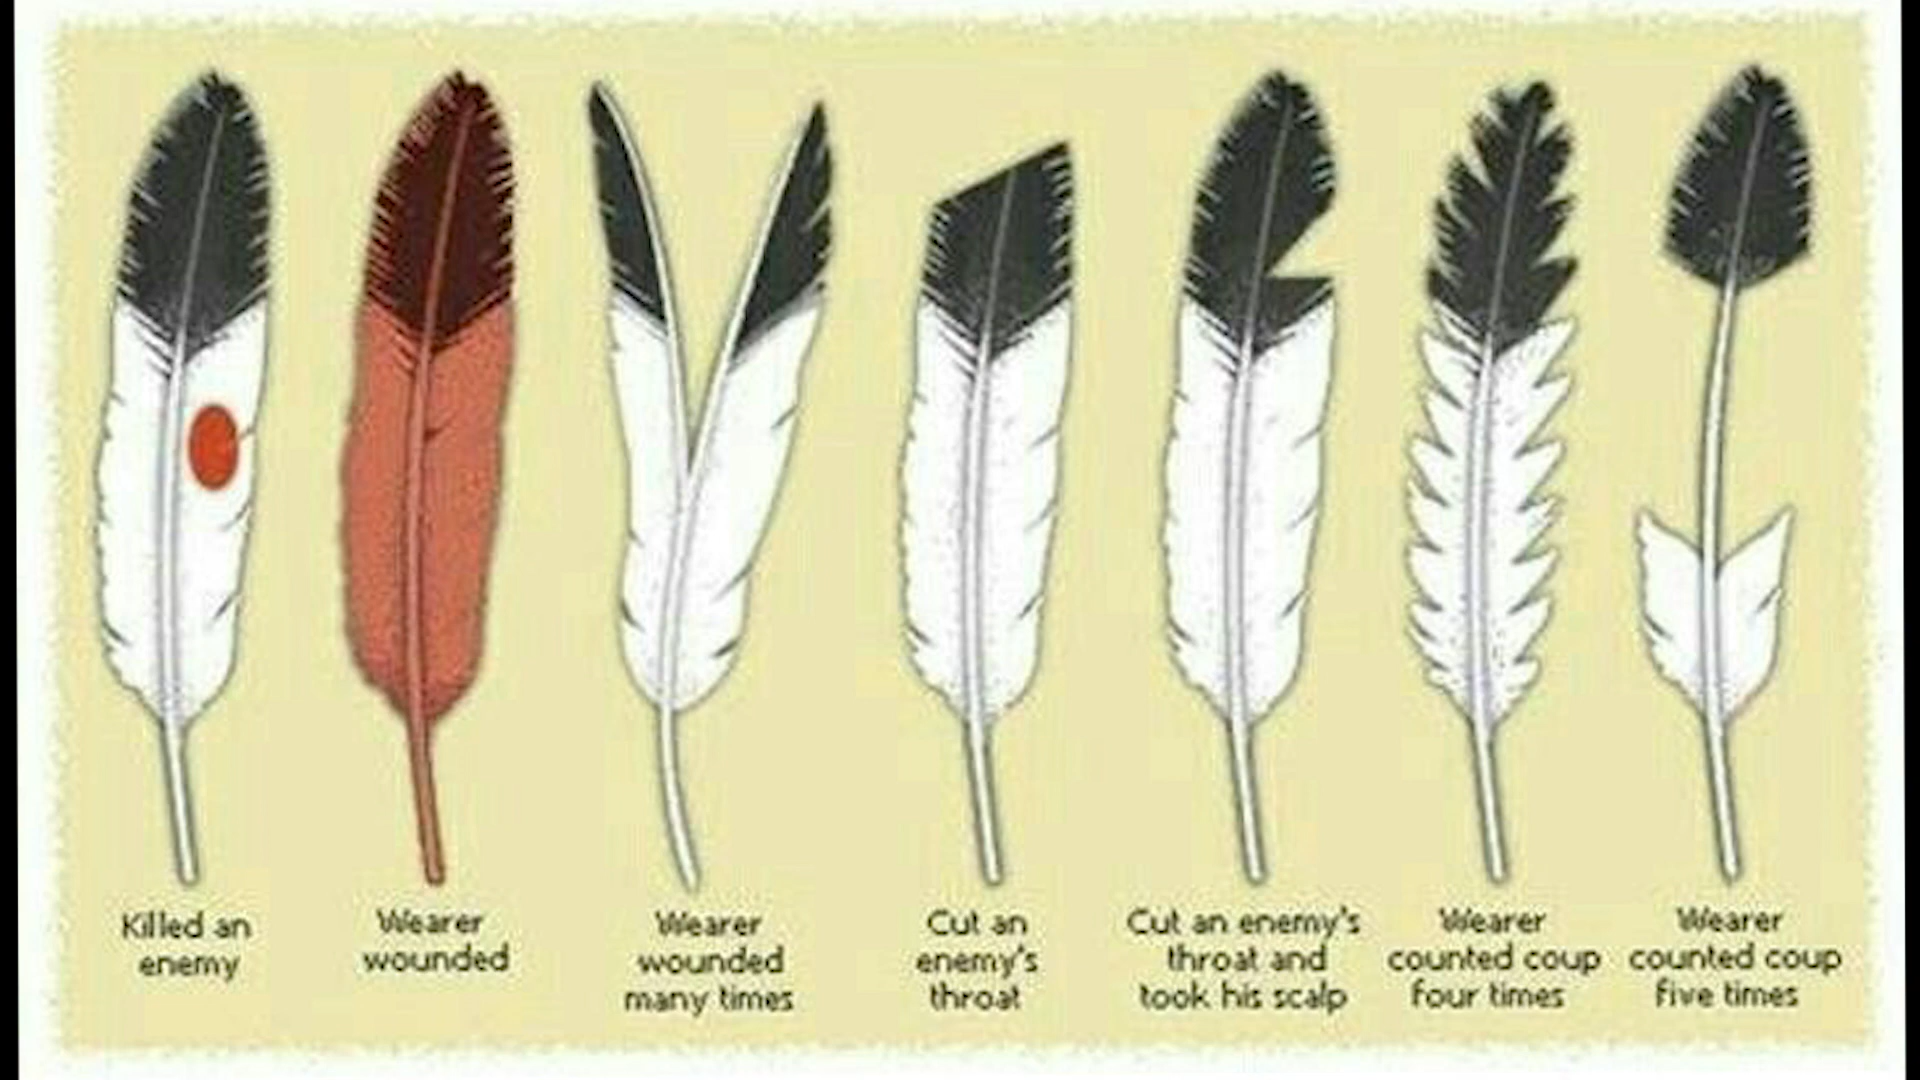 Killed an
enemy
Wearer
wounded
Wearer
wounded
many times
Cut an
enemy's
throat
Cut an enemy's
throat and
took his scalp
Wearer
counted coup
four times
Wearer
counted coup
five times